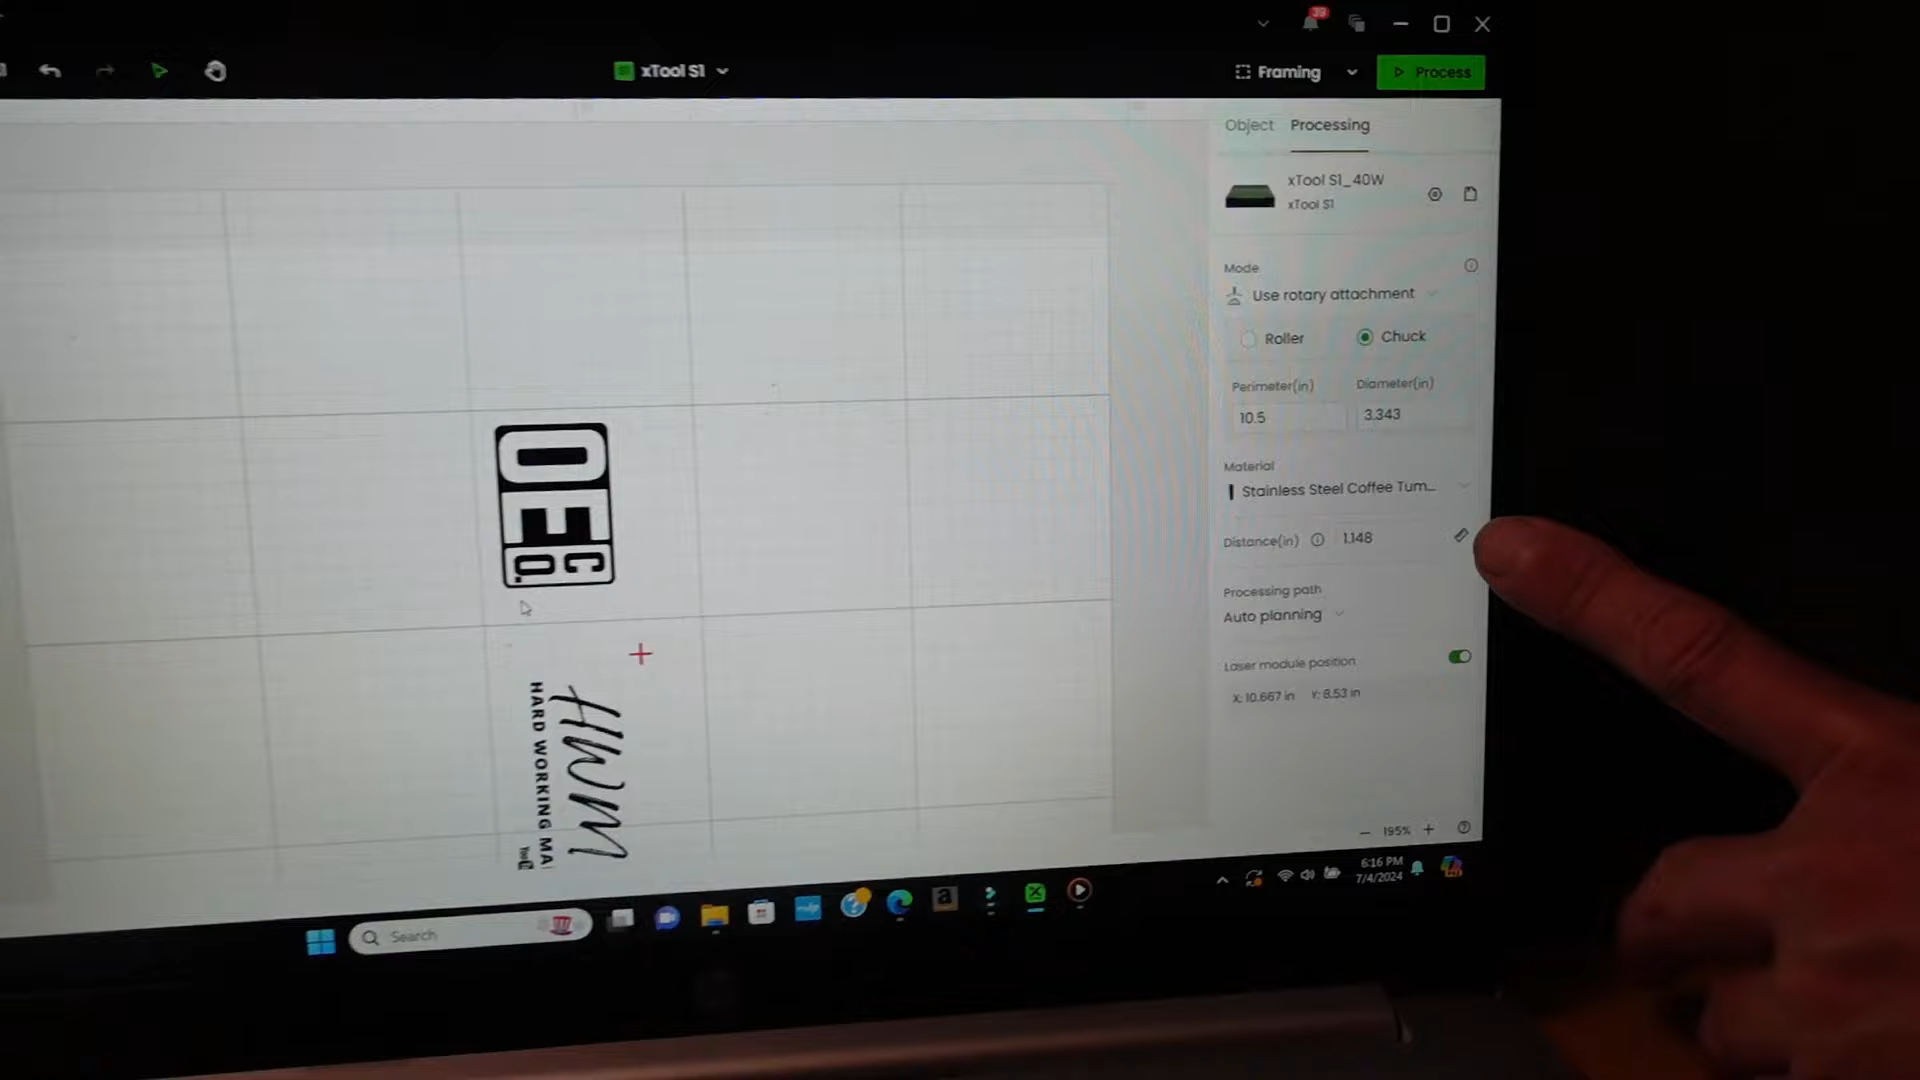 39
xTool S1
Framing
Process
Object Processing
xTool S1_40W
xTool S1
Mode
Use rotary attachment
Roller Chuck
Perimeter(in) Diameter(in)
10.5 3.343
Material
Stainless Steel Coffee Tum...
Distance(in) 1.148
Processing path
Auto planning
Laser module position
X: 10.667 in Y: 8.53 in
OEC
O.
HWM
HARD WORKING MA
195%
6:16 PM
7/4/2024
Search
a